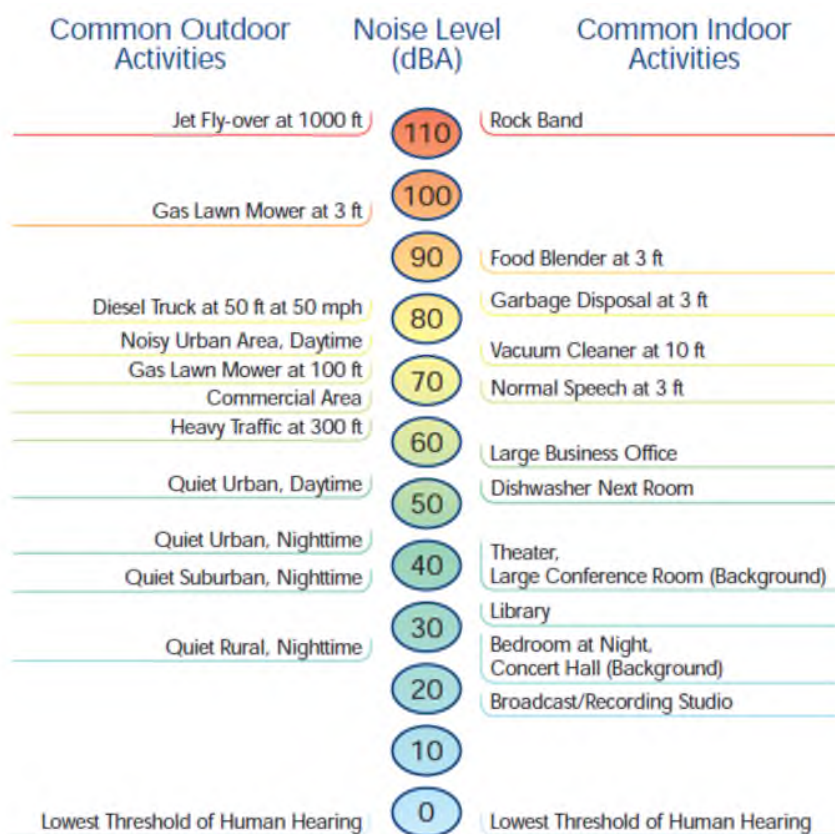 Common Outdoor
Activities
Noise Level
(dBA)
Common Indoor
Activities
Jet Fly-over at 1000 ft
110
Rock Band
100
Gas Lawn Mower at 3 ft
90
Food Blender at 3 ft
Diesel Truck at 50 ft at 50 mph
80
Garbage Disposal at 3 ft
Noisy Urban Area, Daytime
Vacuum Cleaner at 10 ft
Gas Lawn Mower at 100 ft
70
Normal Speech at 3 ft
Commercial Area
Heavy Traffic at 300 ft
60
Large Business Office
Quiet Urban, Daytime
50
Dishwasher Next Room
Quiet Urban, Nighttime
40
Theater,
Large Conference Room (Background)
Quiet Suburban, Nighttime
30
Library
Quiet Rural, Nighttime
Bedroom at Night,
Concert Hall (Background)
20
Broadcast/Recording Studio
10
0
Lowest Threshold of Human Hearing
Lowest Threshold of Human Hearing